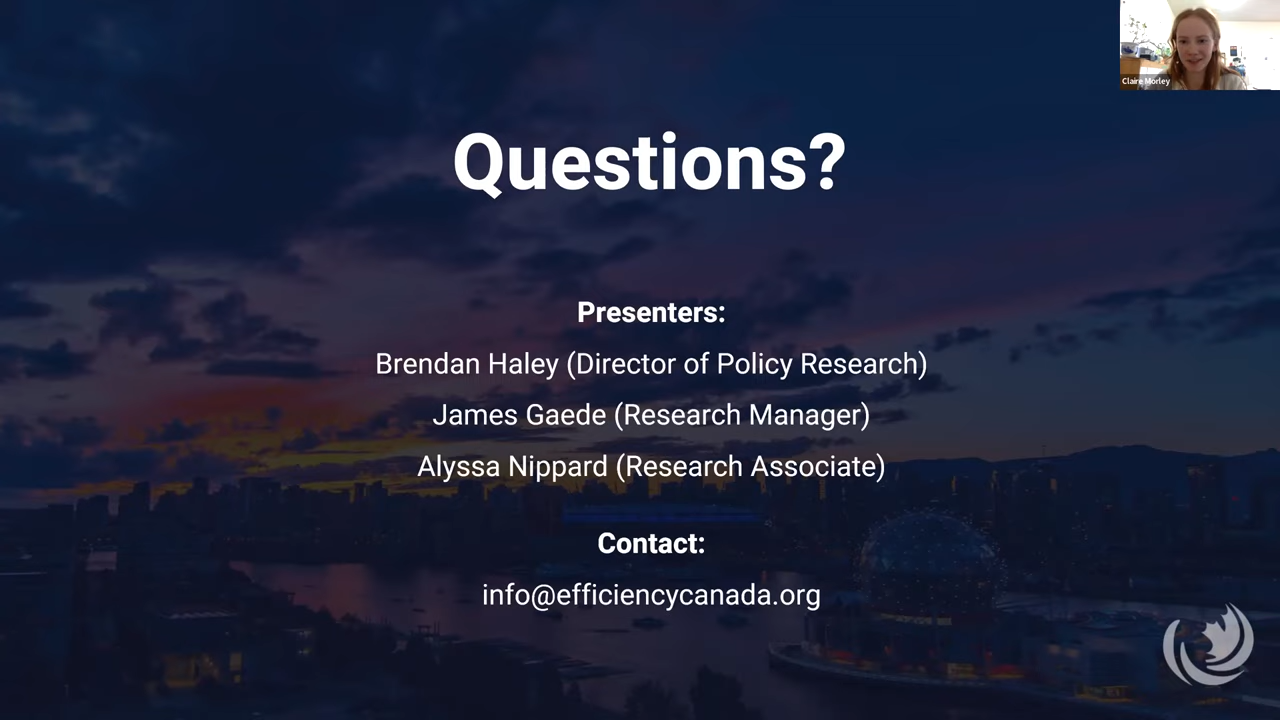 Claire Morley
Questions?
Presenters:
Brendan Haley (Director of Policy Research)
James Gaede (Research Manager)
Alyssa Nippard (Research Associate)
Contact:
info@efficiencycanada.org